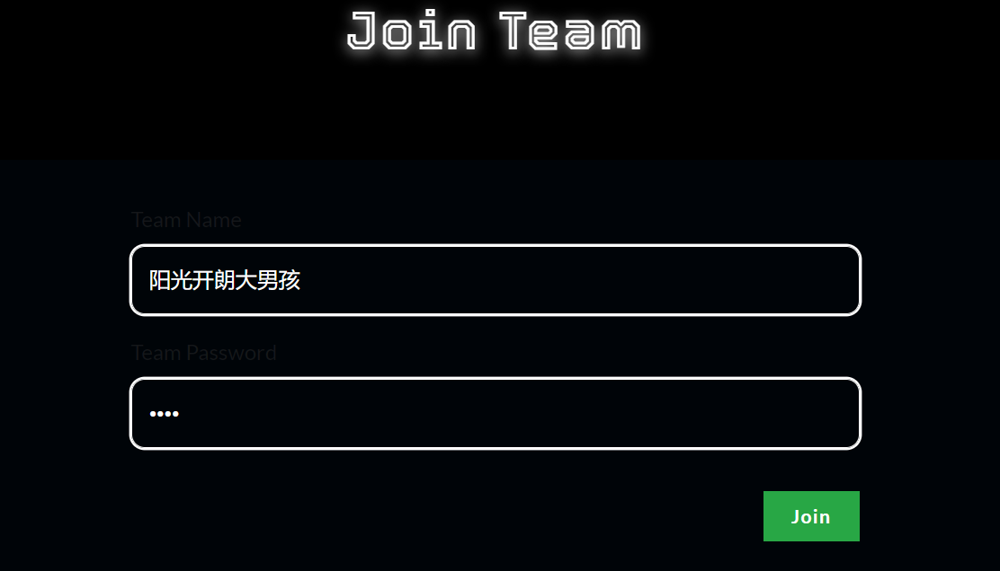 Join Team
Team Name
阳光开朗大男孩
Team Password
••••
Join